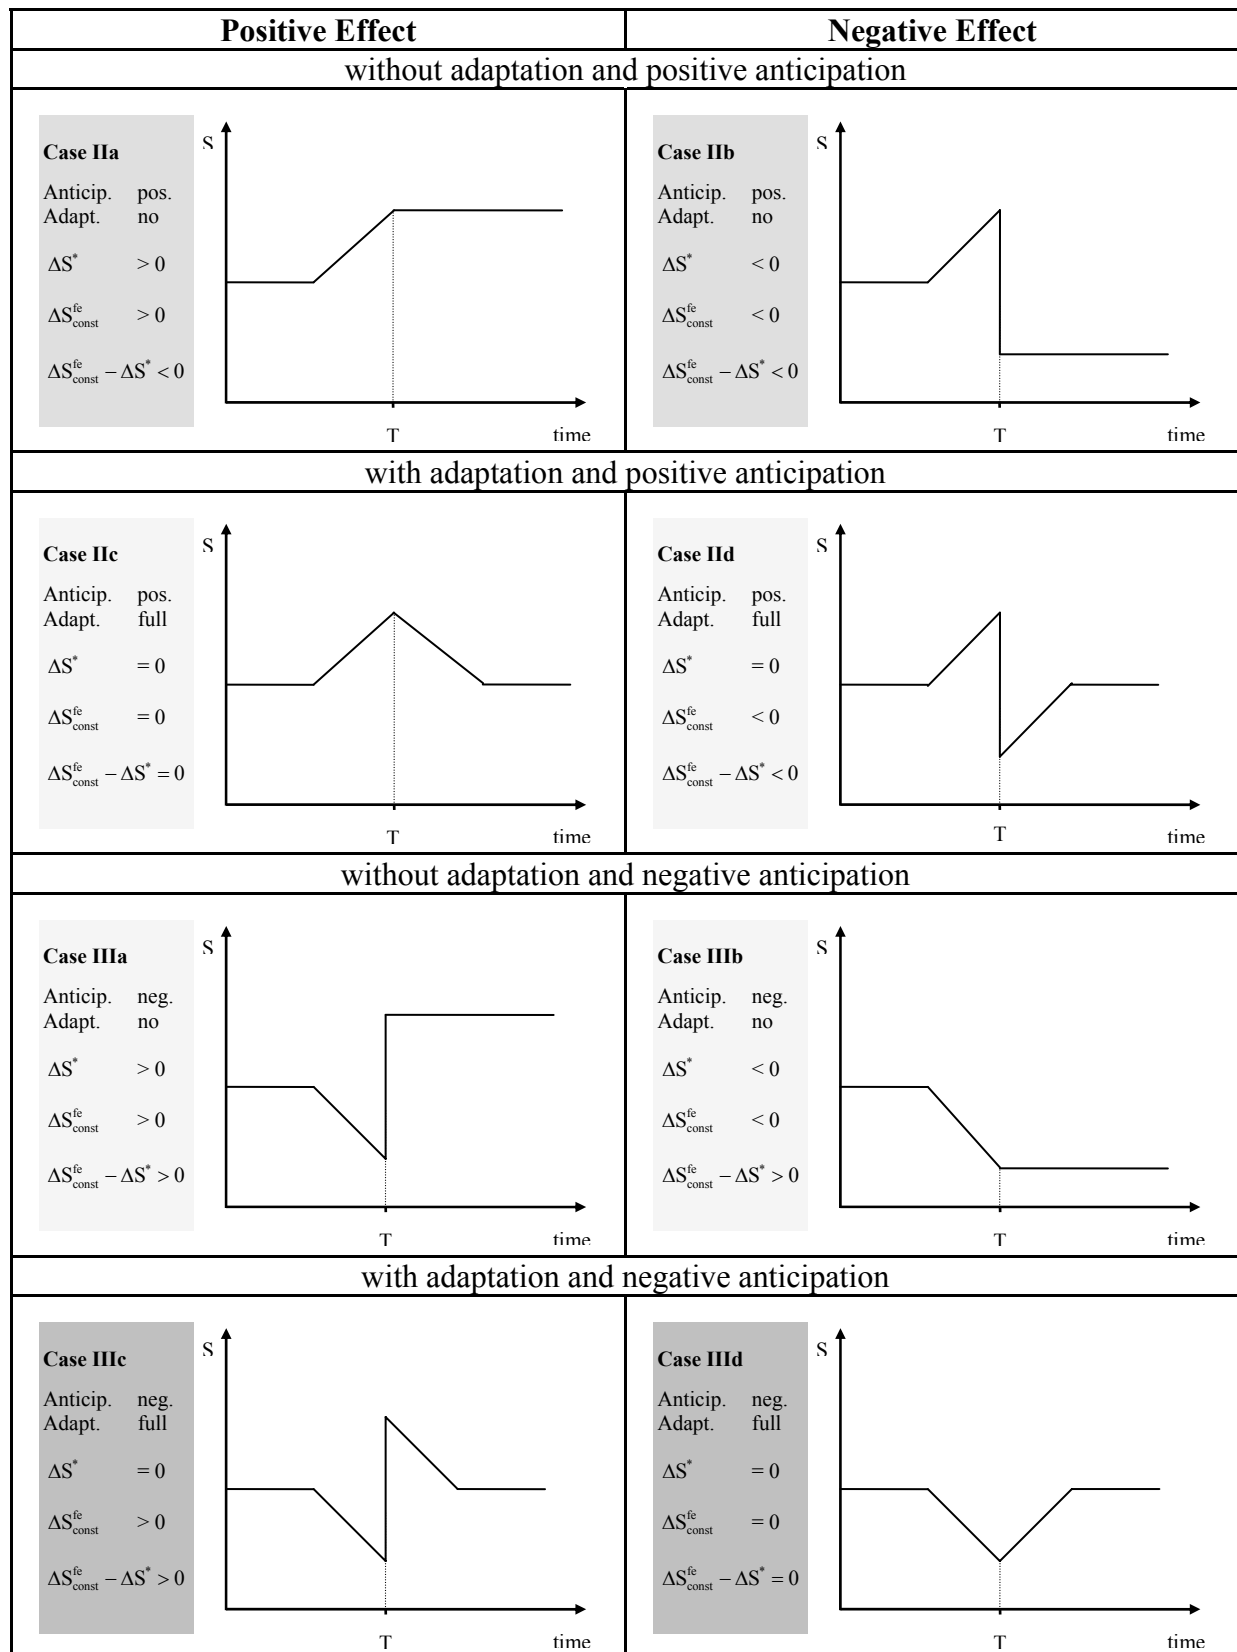 Positive Effect Negative Effect
without adaptation and positive anticipation
Case IIa
Anticip. pos.
Adapt. no
ΔS* > 0
ΔS^fe_const > 0
ΔS^fe_const − ΔS* < 0
S
T time
Case IIb
Anticip. pos.
Adapt. no
ΔS* < 0
ΔS^fe_const < 0
ΔS^fe_const − ΔS* < 0
S
T time
with adaptation and positive anticipation
Case IIc
Anticip. pos.
Adapt. full
ΔS* = 0
ΔS^fe_const = 0
ΔS^fe_const − ΔS* = 0
S
T time
Case IId
Anticip. pos.
Adapt. full
ΔS* = 0
ΔS^fe_const < 0
ΔS^fe_const − ΔS* < 0
S
T time
without adaptation and negative anticipation
Case IIIa
Anticip. neg.
Adapt. no
ΔS* > 0
ΔS^fe_const > 0
ΔS^fe_const − ΔS* > 0
S
T time
Case IIIb
Anticip. neg.
Adapt. no
ΔS* < 0
ΔS^fe_const < 0
ΔS^fe_const − ΔS* > 0
S
T time
with adaptation and negative anticipation
Case IIIc
Anticip. neg.
Adapt. full
ΔS* = 0
ΔS^fe_const > 0
ΔS^fe_const − ΔS* > 0
S
T time
Case IIId
Anticip. neg.
Adapt. full
ΔS* = 0
ΔS^fe_const = 0
ΔS^fe_const − ΔS* = 0
S
T time